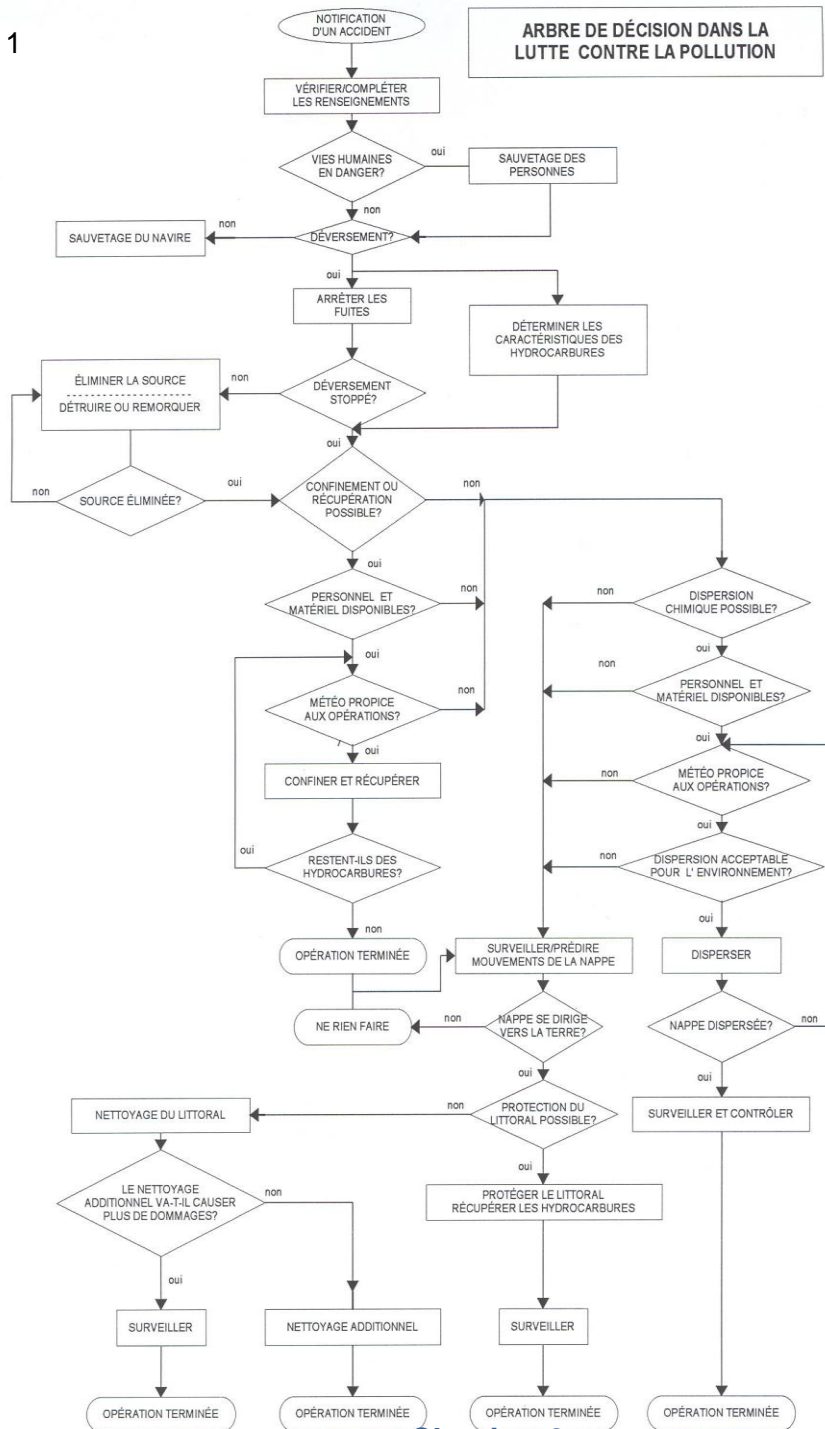 1
ARBRE DE DÉCISION DANS LA
LUTTE CONTRE LA POLLUTION
NOTIFICATION
D'UN ACCIDENT
VÉRIFIER/COMPLÉTER
LES RENSEIGNEMENTS
VIES HUMAINES
EN DANGER?
oui
SAUVETAGE DES
PERSONNES
non
DÉVERSEMENT?
non
SAUVETAGE DU NAVIRE
oui
ARRÊTER LES
FUITES
DÉTERMINER LES
CARACTÉRISTIQUES DES
HYDROCARBURES
DÉVERSEMENT
STOPPÉ?
non
ÉLIMINER LA SOURCE
DÉTRUIRE OU REMORQUER
oui
SOURCE ÉLIMINÉE?
non
oui
CONFINEMENT OU
RÉCUPÉRATION
POSSIBLE?
non
oui
PERSONNEL ET
MATÉRIEL DISPONIBLES?
non
oui
MÉTÉO PROPICE
AUX OPÉRATIONS?
non
oui
CONFINER ET RÉCUPÉRER
RESTENT-ILS DES
HYDROCARBURES?
oui
non
OPÉRATION TERMINÉE
NE RIEN FAIRE
DISPERSION
CHIMIQUE POSSIBLE?
non
oui
PERSONNEL ET
MATÉRIEL DISPONIBLES?
non
oui
MÉTÉO PROPICE
AUX OPÉRATIONS?
non
oui
DISPERSION ACCEPTABLE
POUR L' ENVIRONNEMENT?
non
oui
DISPERSER
NAPPE DISPERSÉE?
non
oui
SURVEILLER ET CONTRÔLER
SURVEILLER/PRÉDIRE
MOUVEMENTS DE LA NAPPE
NAPPE SE DIRIGE
VERS LA TERRE?
non
oui
PROTECTION DU
LITTORAL POSSIBLE?
non
oui
NETTOYAGE DU LITTORAL
LE NETTOYAGE
ADDITIONNEL VA-T-IL CAUSER
PLUS DE DOMMAGES?
non
oui
PROTÉGER LE LITTORAL
RÉCUPÉRER LES HYDROCARBURES
SURVEILLER
NETTOYAGE ADDITIONNEL
SURVEILLER
OPÉRATION TERMINÉE
OPÉRATION TERMINÉE
OPÉRATION TERMINÉE
OPÉRATION TERMINÉE